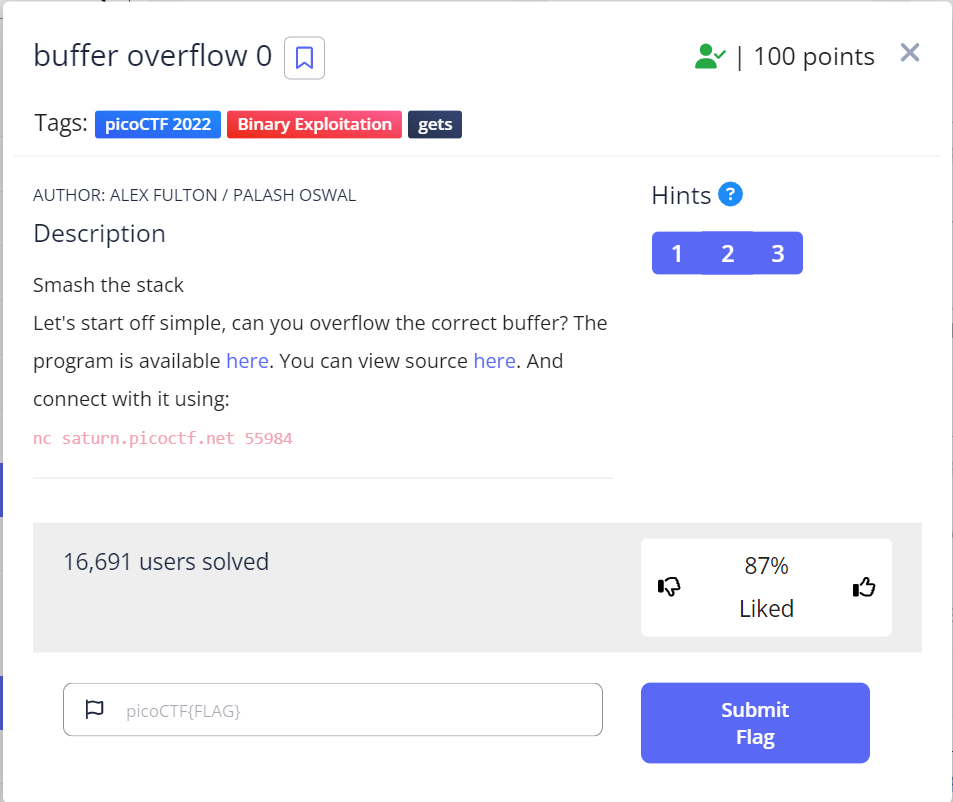 buffer overflow 0
| 100 points
Tags: picoCTF 2022 Binary Exploitation gets
AUTHOR: ALEX FULTON / PALASH OSWAL
Hints ?
Description
1 2 3
Smash the stack
Let's start off simple, can you overflow the correct buffer? The
program is available here. You can view source here. And
connect with it using:
nc saturn.picoctf.net 55984
16,691 users solved
87%
Liked
picoCTF{FLAG}
Submit
Flag